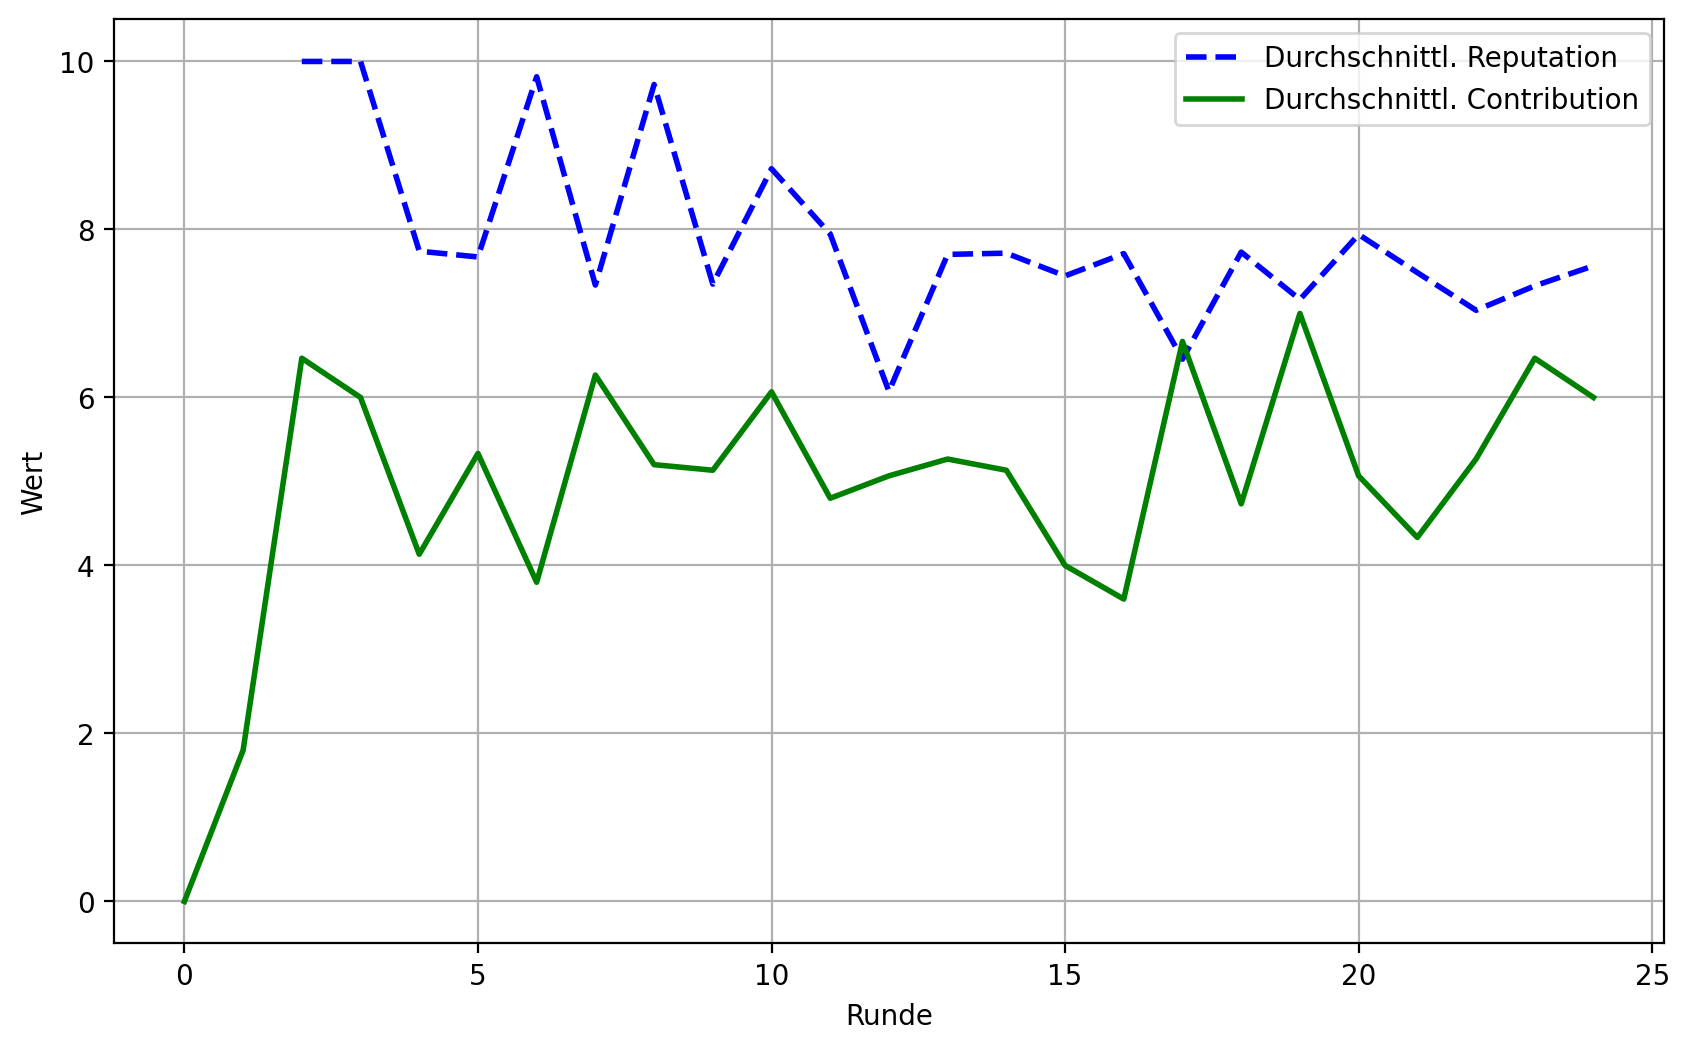 Durchschnittl. Reputation
Durchschnittl. Contribution
10
8
6
4
2
0
Wert
0 5 10 15 20 25
Runde